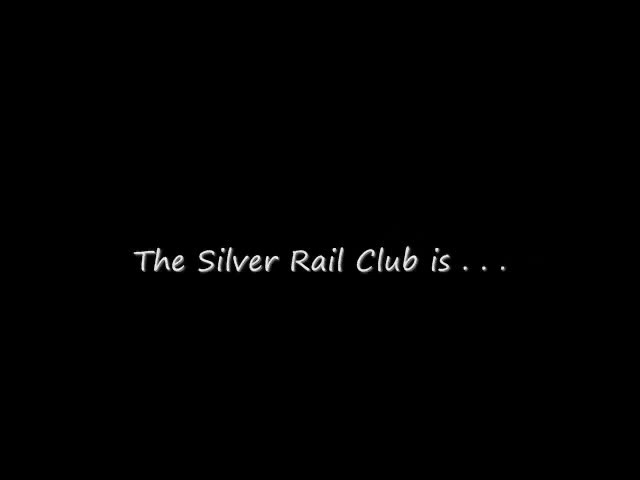 The Silver Rail Club is . . .